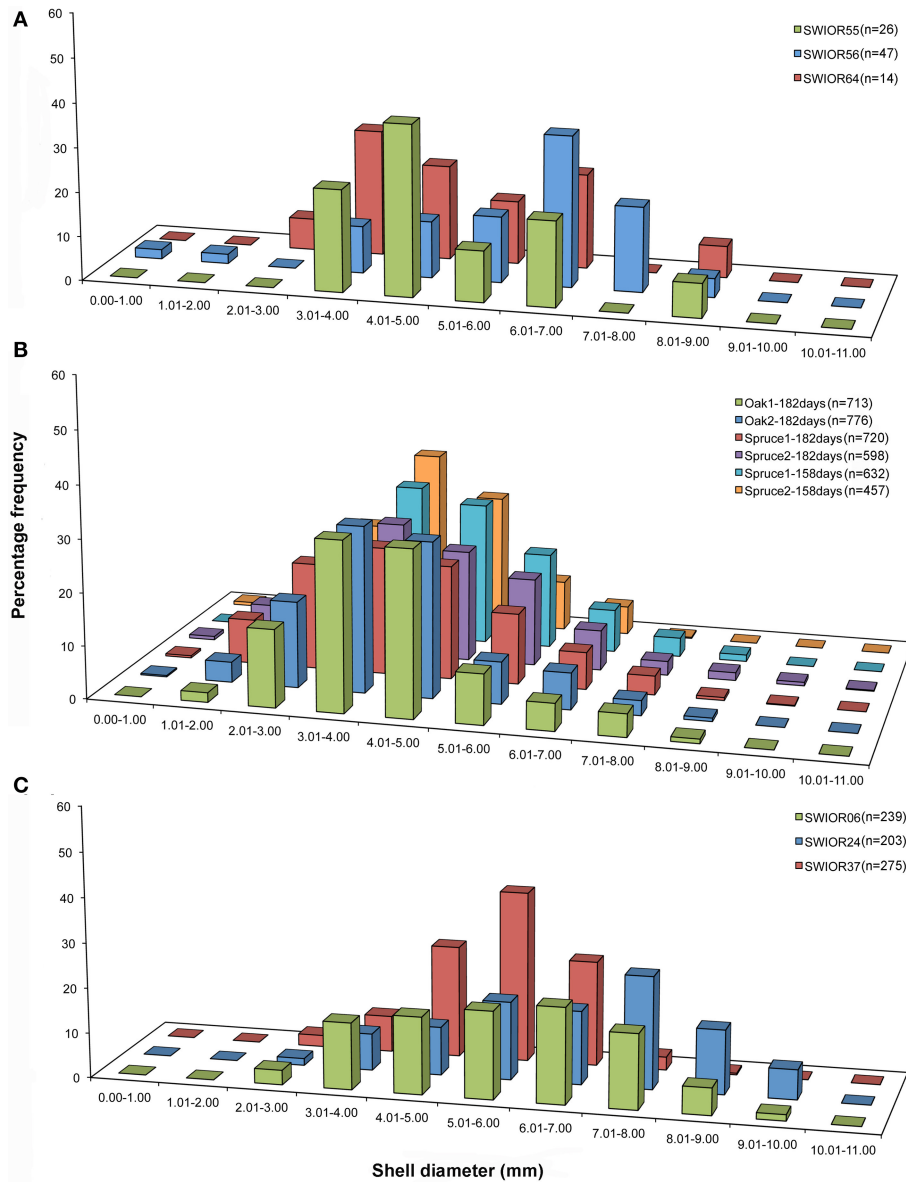 A
60
50
40
30
20
10
0
SWIOR55(n=26)
SWIOR56(n=47)
SWIOR64(n=14)
0.00-1.00 1.01-2.00 2.01-3.00 3.01-4.00 4.01-5.00 5.01-6.00 6.01-7.00 7.01-8.00 8.01-9.00 9.01-10.00 10.01-11.00
B
60
50
40
30
20
10
0
Percentage frequency
Oak1-182days(n=713)
Oak2-182days(n=776)
Spruce1-182days(n=720)
Spruce2-182days(n=598)
Spruce1-158days(n=632)
Spruce2-158days(n=457)
0.00-1.00 1.01-2.00 2.01-3.00 3.01-4.00 4.01-5.00 5.01-6.00 6.01-7.00 7.01-8.00 8.01-9.00 9.01-10.00 10.01-11.00
C
60
50
40
30
20
10
0
SWIOR06(n=239)
SWIOR24(n=203)
SWIOR37(n=275)
0.00-1.00 1.01-2.00 2.01-3.00 3.01-4.00 4.01-5.00 5.01-6.00 6.01-7.00 7.01-8.00 8.01-9.00 9.01-10.00 10.01-11.00
Shell diameter (mm)